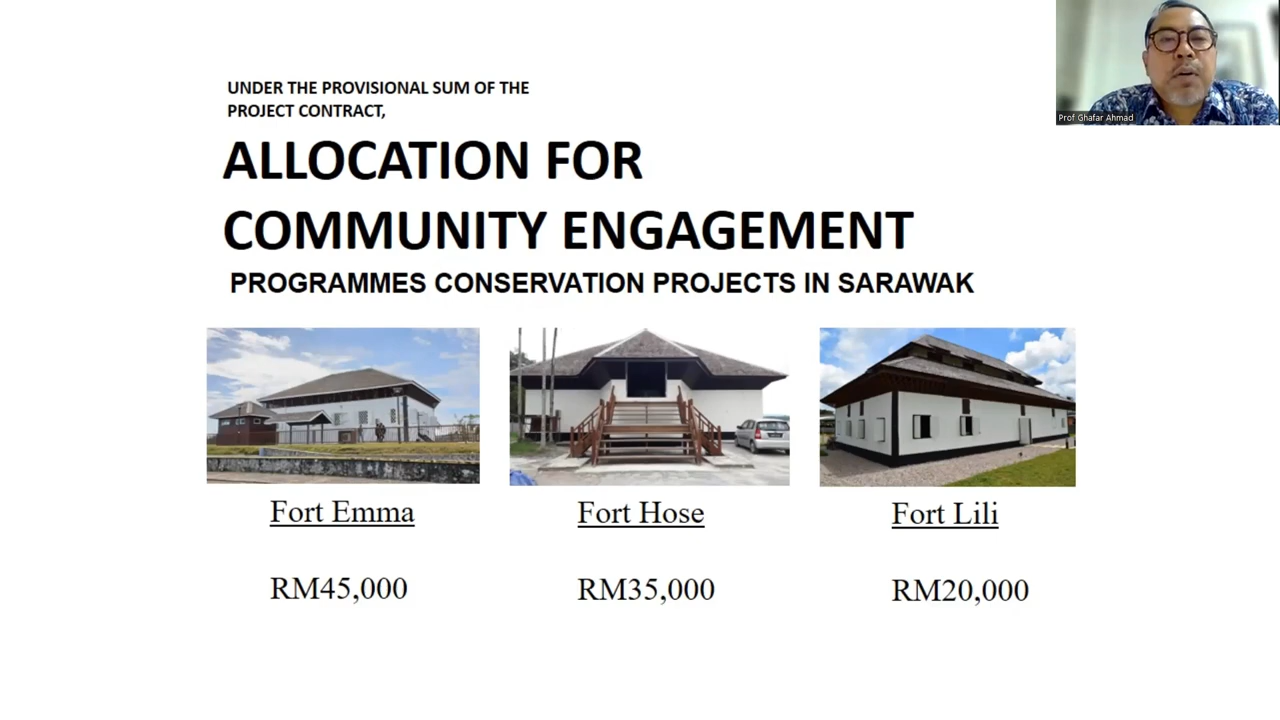 UNDER THE PROVISIONAL SUM OF THE
PROJECT CONTRACT,
ALLOCATION FOR
COMMUNITY ENGAGEMENT
PROGRAMMES CONSERVATION PROJECTS IN SARAWAK
Prof Ghafar Ahmad
Fort Emma
Fort Hose
Fort Lili
RM45,000
RM35,000
RM20,000